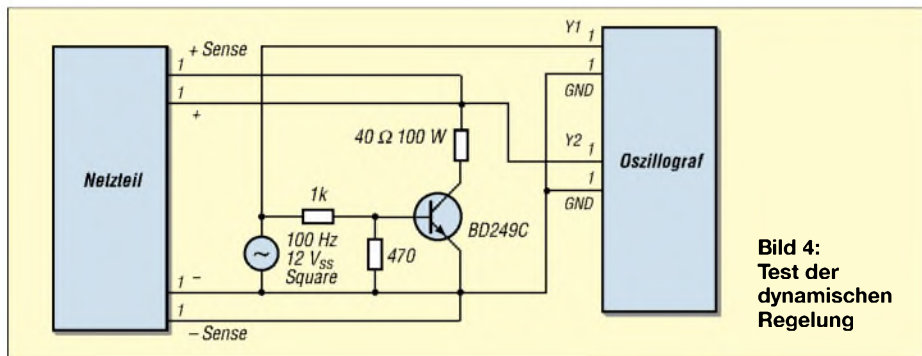 Netzteil
+ Sense
1
1
+
1
–
1
– Sense
1k
100 Hz
12 VSS
Square
470
40 Ω 100 W
BD249C
Y1
1
1
GND
Y2
1
1
GND
Oszillograf
Bild 4:
Test der
dynamischen
Regelung